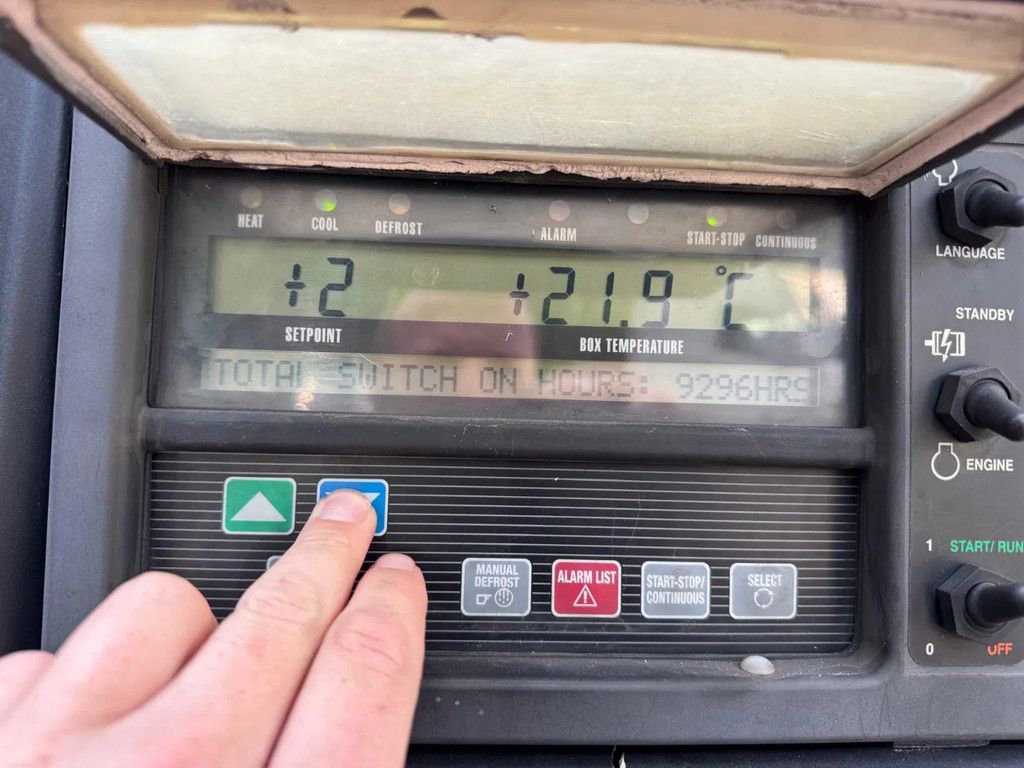 HEAT COOL DEFROST ALARM START-STOP CONTINUOUS
+2 +21.9 °C
SETPOINT BOX TEMPERATURE
TOTAL SWITCH ON HOURS: 9296HRS
MANUAL DEFROST
ALARM LIST
START-STOP/
CONTINUOUS
SELECT
LANGUAGE
STANDBY
ENGINE
1 START/RUN
0 OFF